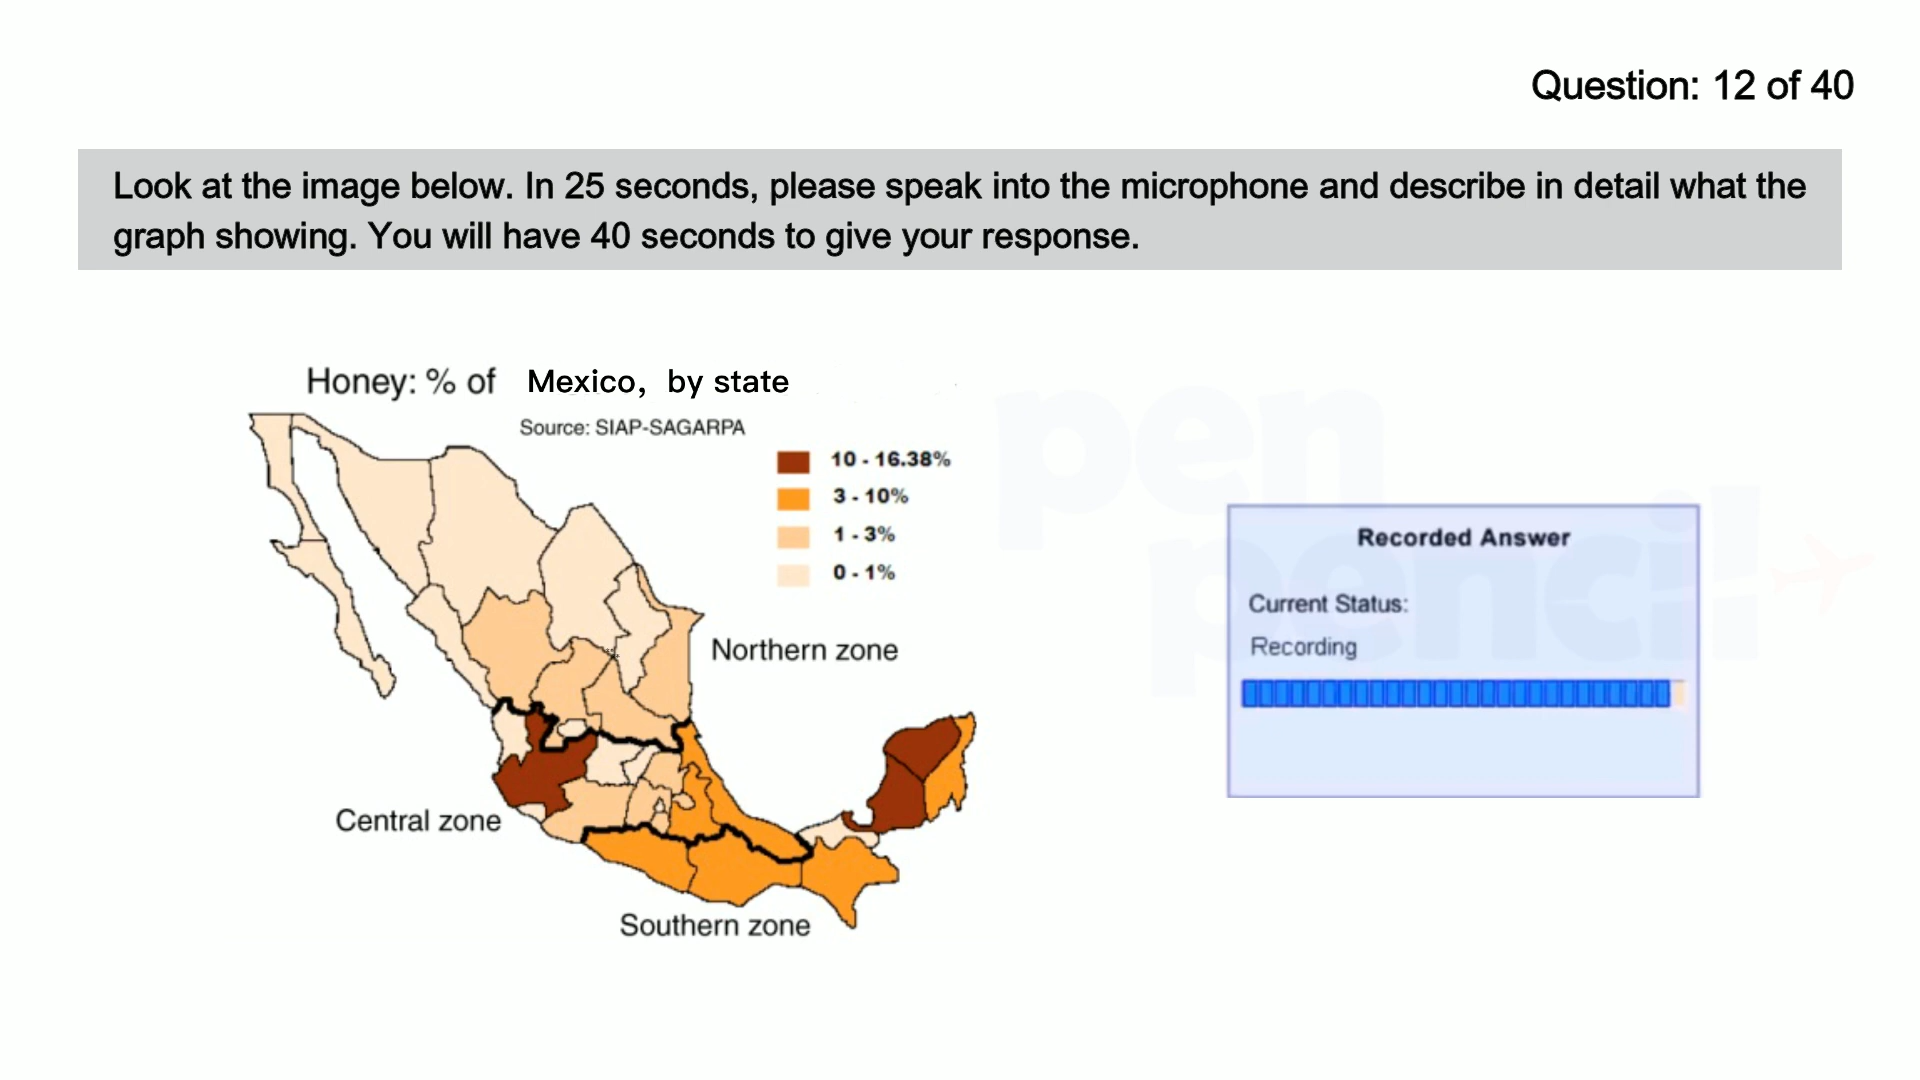 Question: 12 of 40
Look at the image below. In 25 seconds, please speak into the microphone and describe in detail what the
graph showing. You will have 40 seconds to give your response.
Honey: % of Mexico, by state
Source: SIAP-SAGARPA
10 - 16.38%
3 - 10%
1 - 3%
0 - 1%
Northern zone
Central zone
Southern zone
pen
pencil
Recorded Answer
Current Status:
Recording